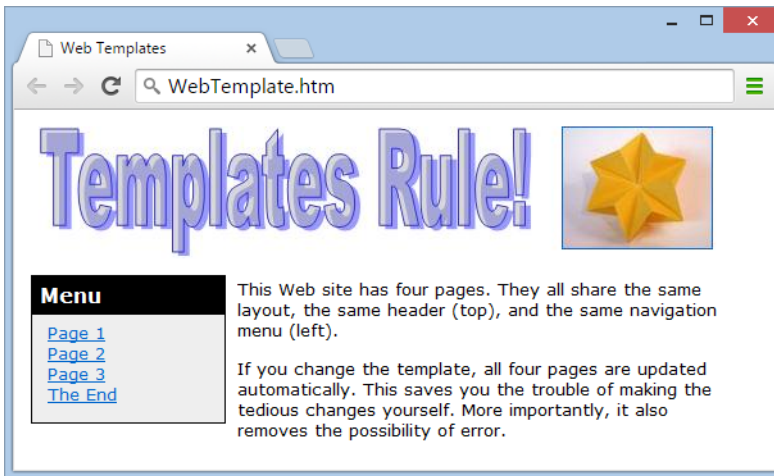 Web Templates
WebTemplate.htm
Templates Rule!
Menu
Page 1
Page 2
Page 3
The End
This Web site has four pages. They all share the same
layout, the same header (top), and the same navigation
menu (left).
If you change the template, all four pages are updated
automatically. This saves you the trouble of making the
tedious changes yourself. More importantly, it also
removes the possibility of error.